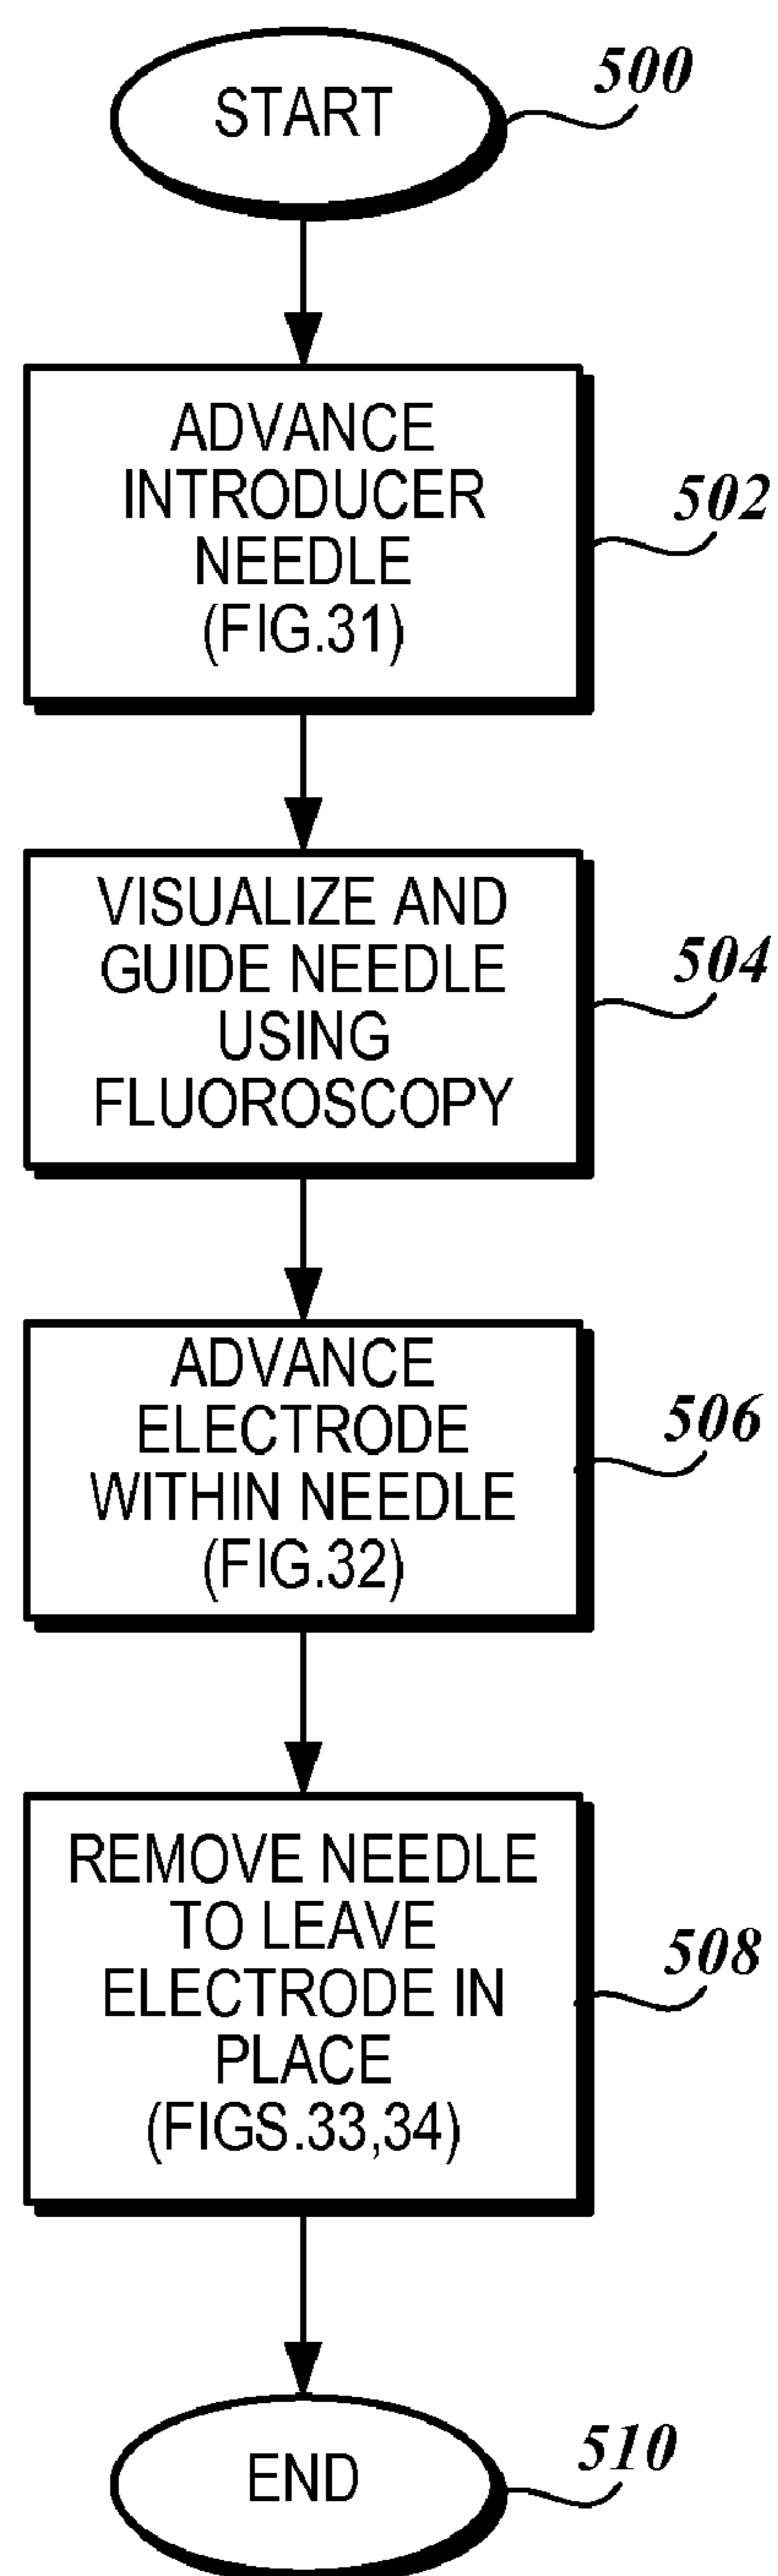 START
500
ADVANCE
INTRODUCER
NEEDLE
(FIG.31)
502
VISUALIZE AND
GUIDE NEEDLE
USING
FLUOROSCOPY
504
ADVANCE
ELECTRODE
WITHIN NEEDLE
(FIG.32)
506
REMOVE NEEDLE
TO LEAVE
ELECTRODE IN
PLACE
(FIGS.33,34)
508
END
510